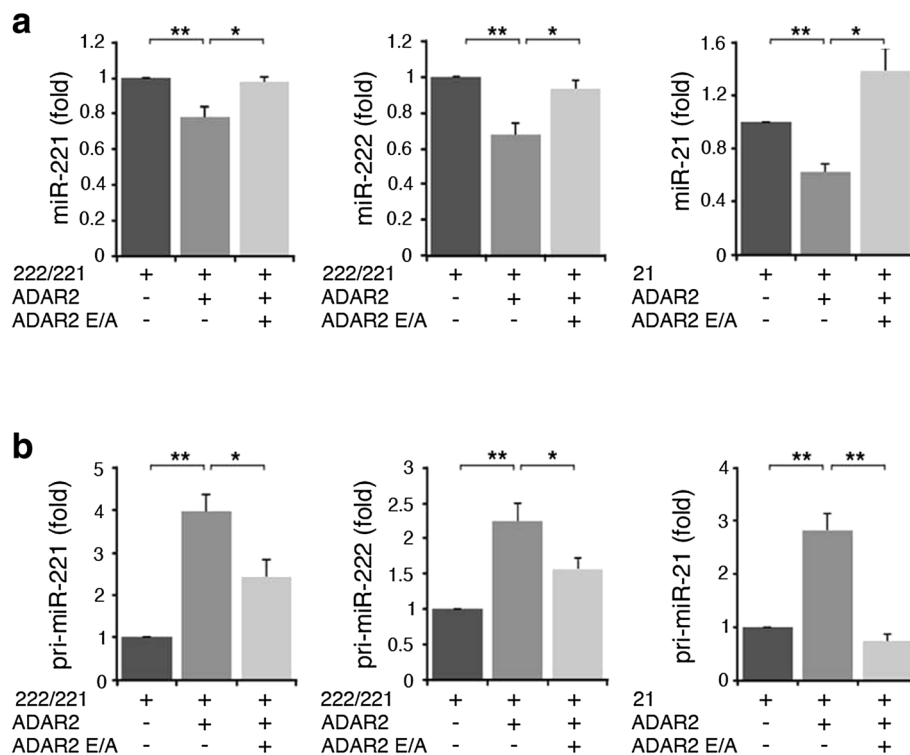 a
** *
** *
** *
miR-221 (fold)
1.2
1
0.8
0.6
0.4
0.2
0
miR-222 (fold)
1.2
1
0.8
0.6
0.4
0.2
0
miR-21 (fold)
1.6
1.2
0.8
0.4
0
222/221 + + +
ADAR2 - + +
ADAR2 E/A - - +
222/221 + + +
ADAR2 - + +
ADAR2 E/A - - +
21 + + +
ADAR2 - + +
ADAR2 E/A - - +
b
** *
** *
** **
pri-miR-221 (fold)
5
4
3
2
1
0
pri-miR-222 (fold)
3
2.5
2
1.5
1
0.5
0
pri-miR-21 (fold)
4
3
2
1
0
222/221 + + +
ADAR2 - + +
ADAR2 E/A - - +
222/221 + + +
ADAR2 - + +
ADAR2 E/A - - +
21 + + +
ADAR2 - + +
ADAR2 E/A - - +